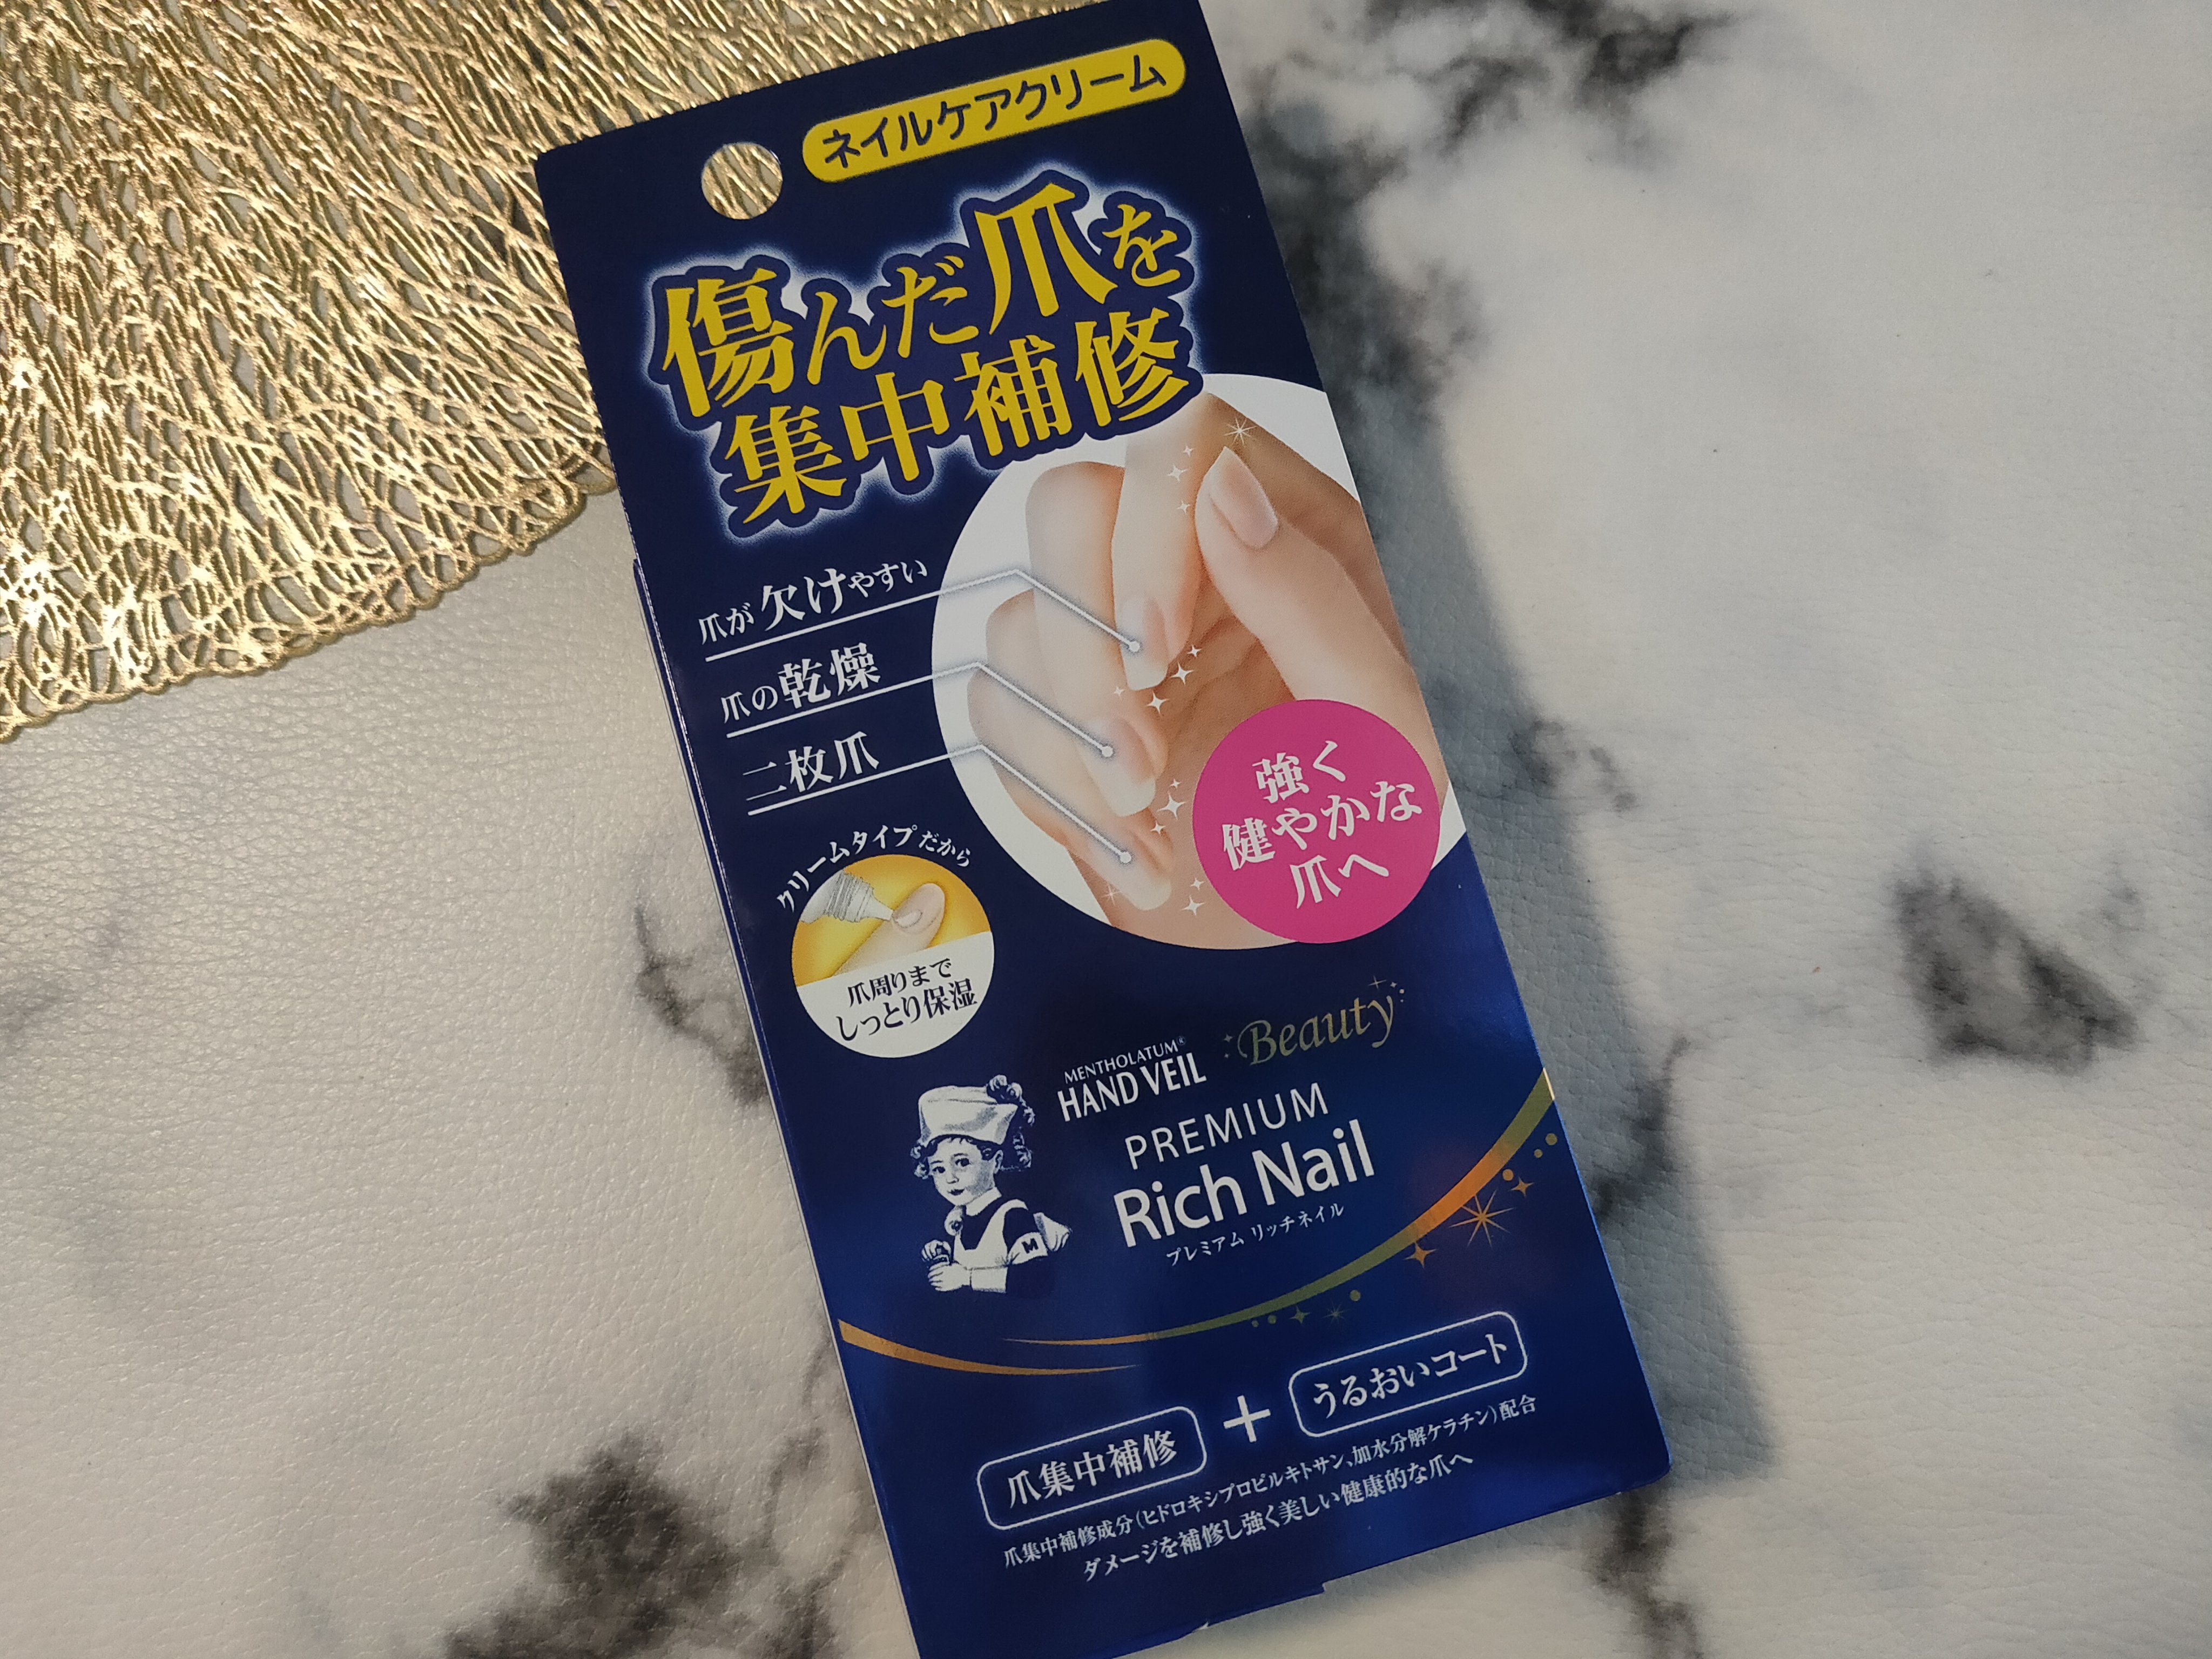 ネイルケアクリーム
傷んだ爪を
集中補修
爪が欠けやすい
爪の乾燥
二枚爪
強く
健やかな
爪へ
クリームタイプだから
爪周りまで
しっとり保湿
MENTHOLATUM®
HAND VEIL
Beauty
PREMIUM
Rich Nail
プレミアム リッチネイル
M
爪集中補修 + うるおいコート
爪集中補修成分(ヒドロキシプロピルキトサン、加水分解ケラチン)配合
ダメージを補修し強く美しい健康的な爪へ